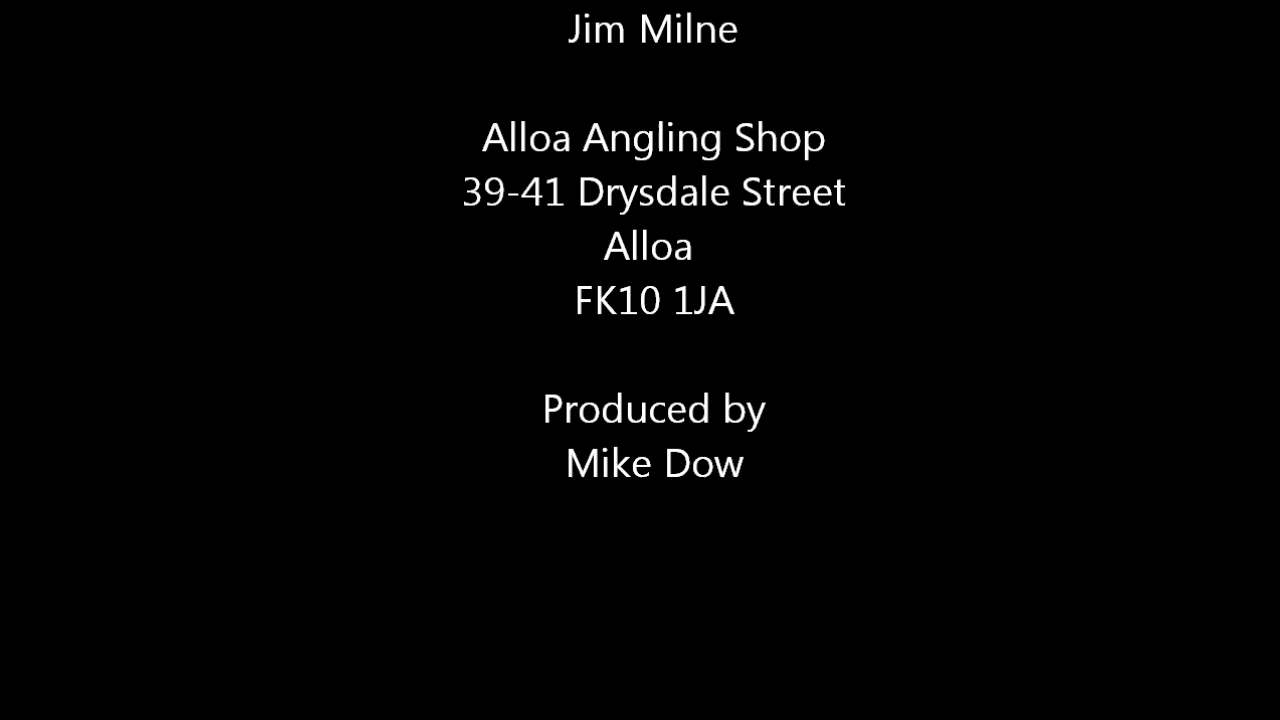 Jim Milne
Alloa Angling Shop
39-41 Drysdale Street
Alloa
FK10 1JA
Produced by
Mike Dow